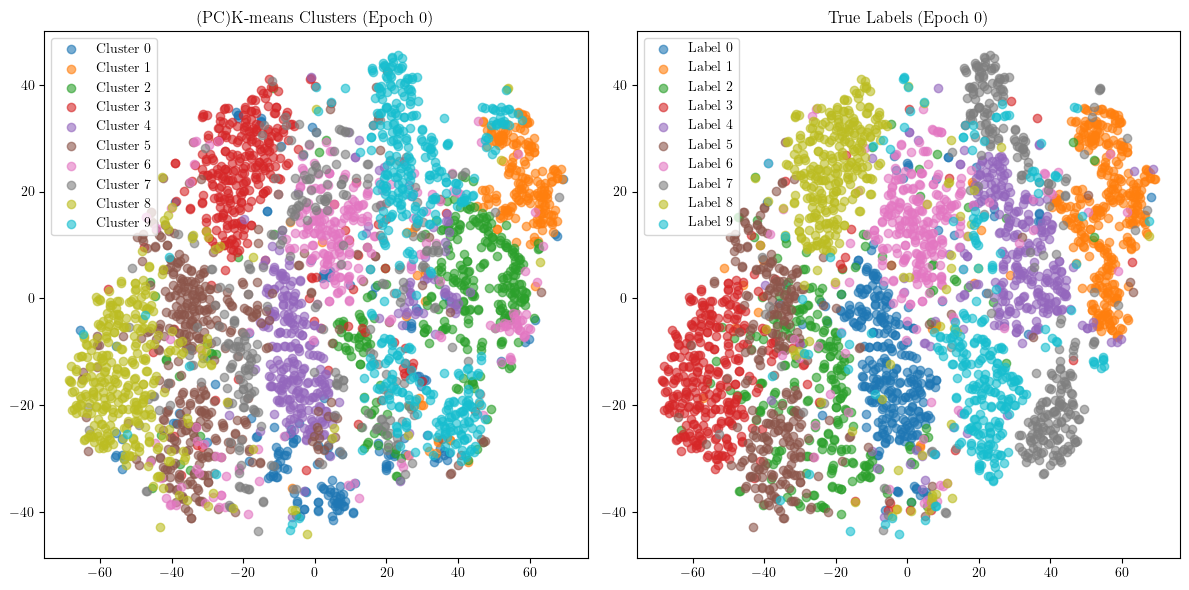 (PC)K-means Clusters (Epoch 0)
Cluster 0
Cluster 1
Cluster 2
Cluster 3
Cluster 4
Cluster 5
Cluster 6
Cluster 7
Cluster 8
Cluster 9
40
20
0
−20
−40
−60
−40
−20
0
20
40
60
True Labels (Epoch 0)
Label 0
Label 1
Label 2
Label 3
Label 4
Label 5
Label 6
Label 7
Label 8
Label 9
40
20
0
−20
−40
−60
−40
−20
0
20
40
60